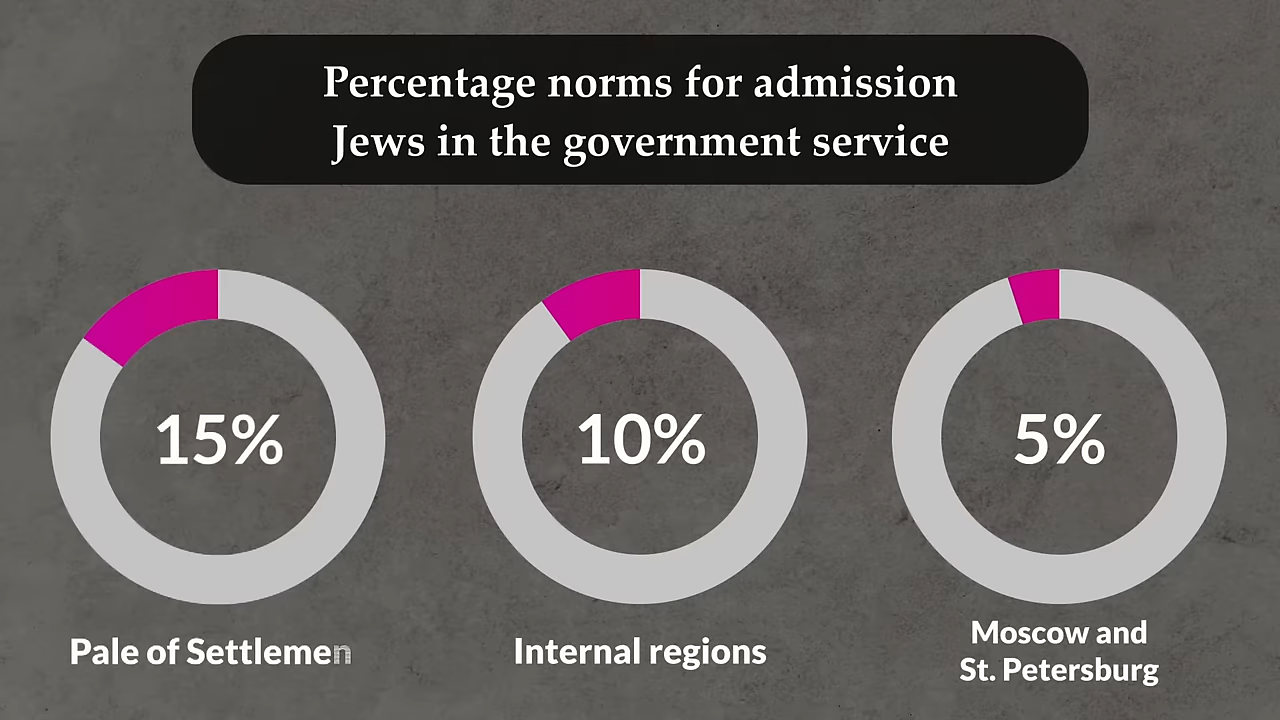 Percentage norms for admission
Jews in the government service
15%
10%
5%
Pale of Settlemen
Internal regions
Moscow and
St. Petersburg